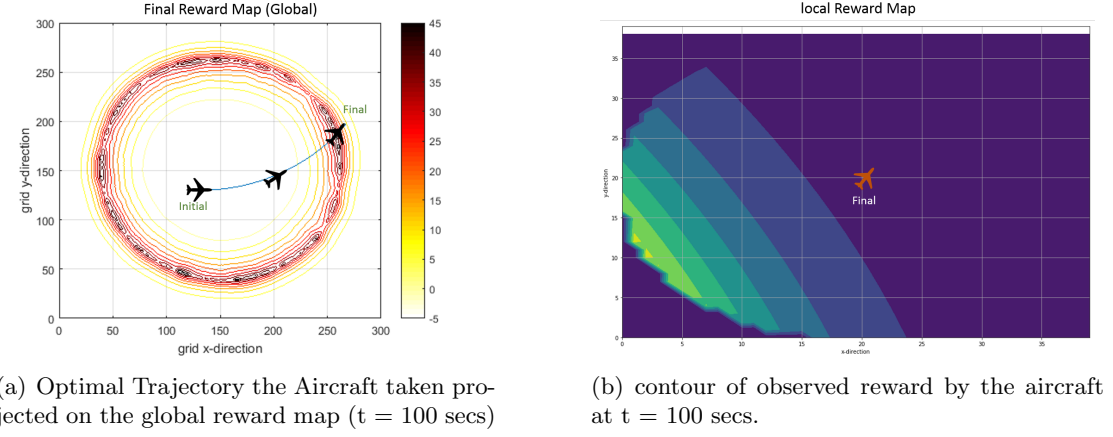 Final Reward Map (Global)
300
250
200
150
100
50
0
grid y-direction
0 50 100 150 200 250 300
grid x-direction
Final
Initial
45
40
35
30
25
20
15
10
5
0
-5
local Reward Map
35
30
25
20
15
10
5
0
y-direction
0 5 10 15 20 25 30 35
x-direction
Final
(a) Optimal Trajectory the Aircraft taken pro-
jected on the global reward map (t = 100 secs)
(b) contour of observed reward by the aircraft
at t = 100 secs.